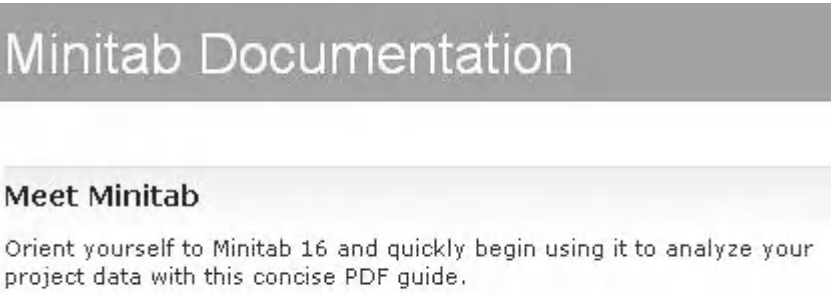 Minitab Documentation
Meet Minitab
Orient yourself to Minitab 16 and quickly begin using it to analyze your
project data with this concise PDF guide.